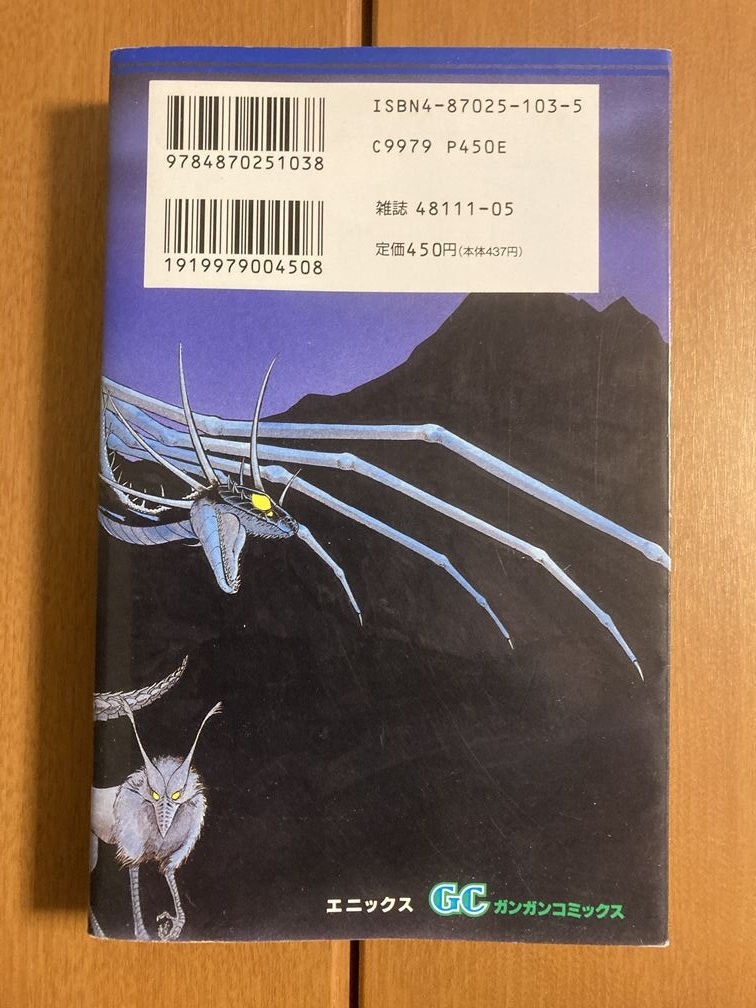 ISBN4-87025-103-5
9784870251038
C9979 P450E
雑誌 48111-05
定価450円(本体437円)
1919979004508
エニックス GC ガンガンコミックス